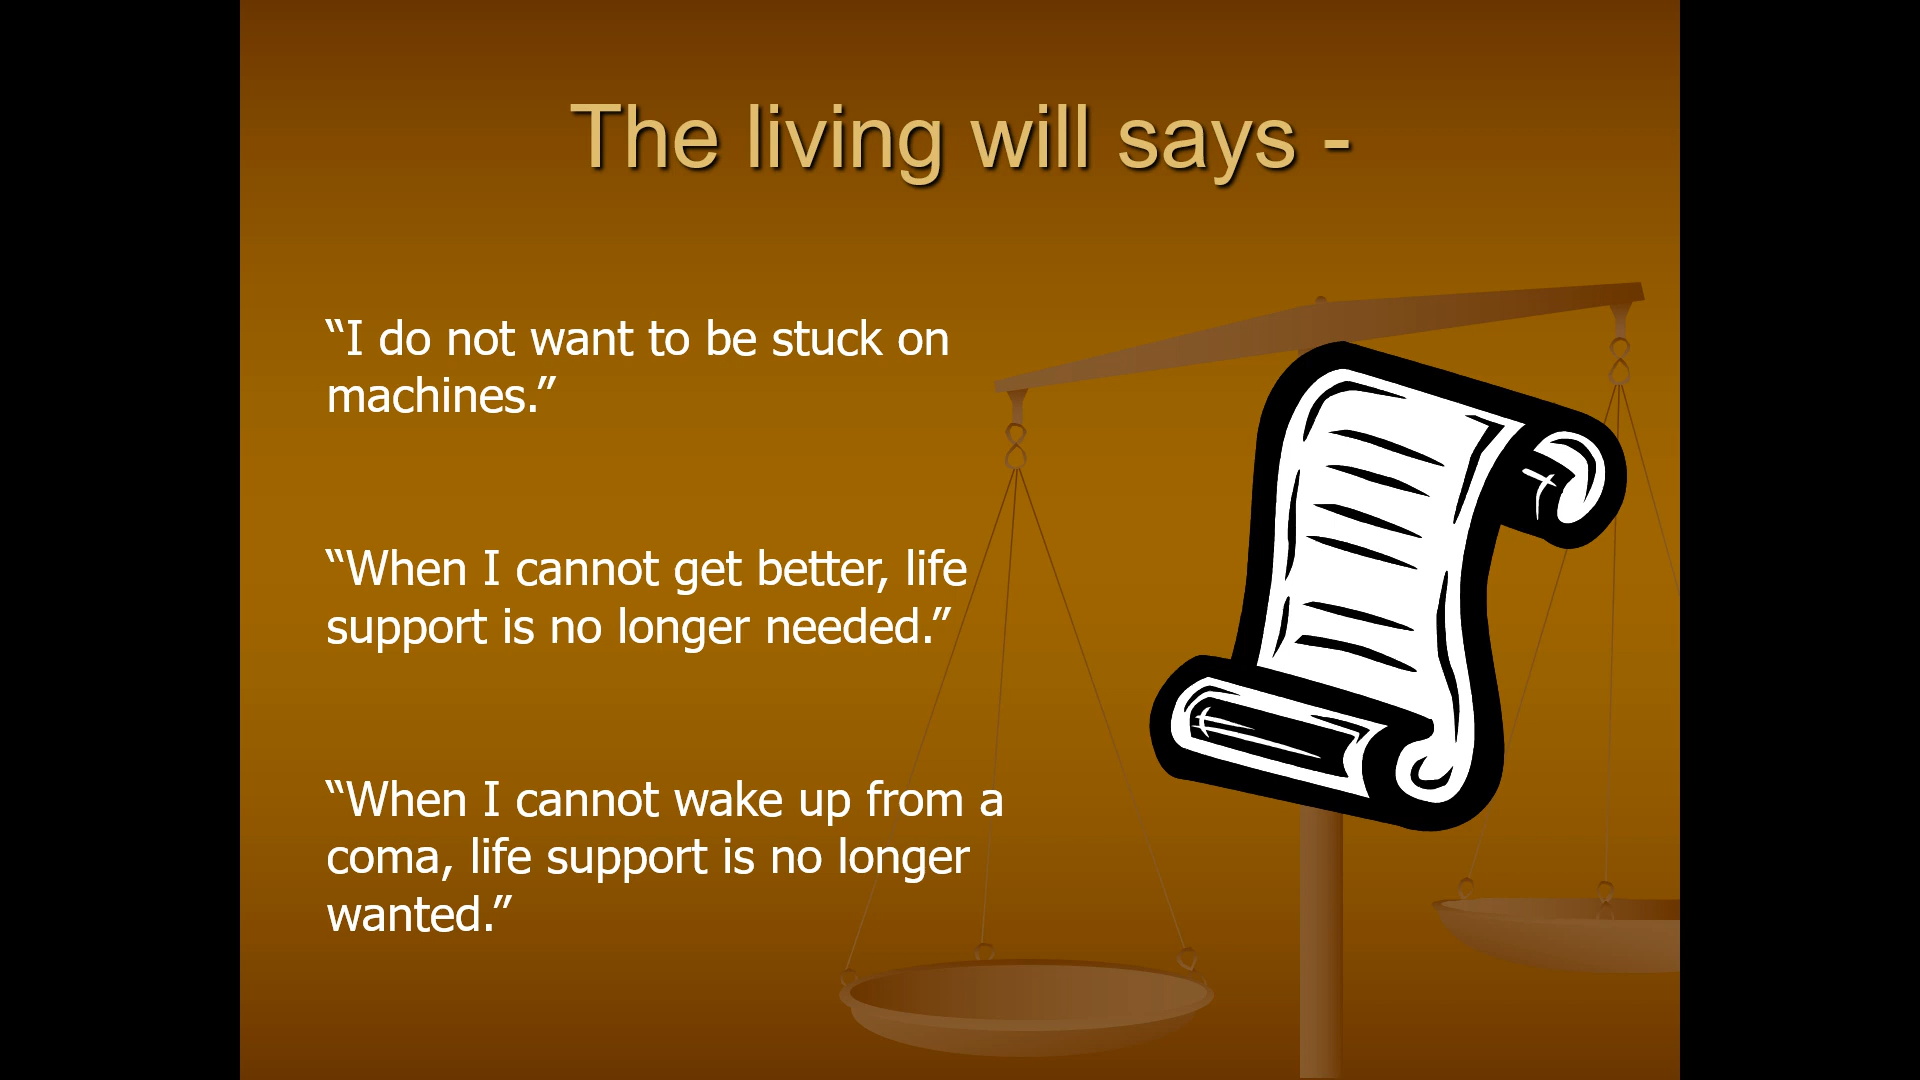 The living will says -
“I do not want to be stuck on
machines.”
“When I cannot get better, life
support is no longer needed.”
“When I cannot wake up from a
coma, life support is no longer
wanted.”